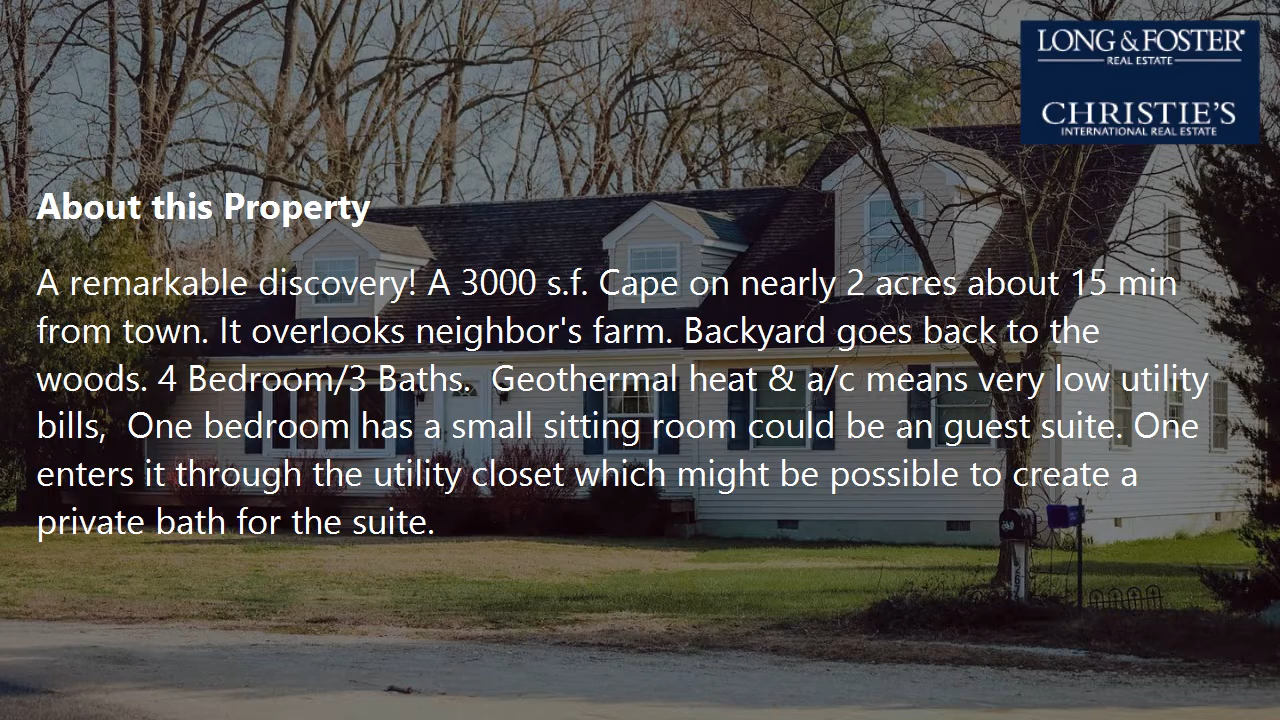 LONG & FOSTER®
REAL ESTATE
CHRISTIE'S
INTERNATIONAL REAL ESTATE
About this Property
A remarkable discovery! A 3000 s.f. Cape on nearly 2 acres about 15 min
from town. It overlooks neighbor's farm. Backyard goes back to the
woods. 4 Bedroom/3 Baths.  Geothermal heat & a/c means very low utility
bills,  One bedroom has a small sitting room could be an guest suite. One
enters it through the utility closet which might be possible to create a
private bath for the suite.